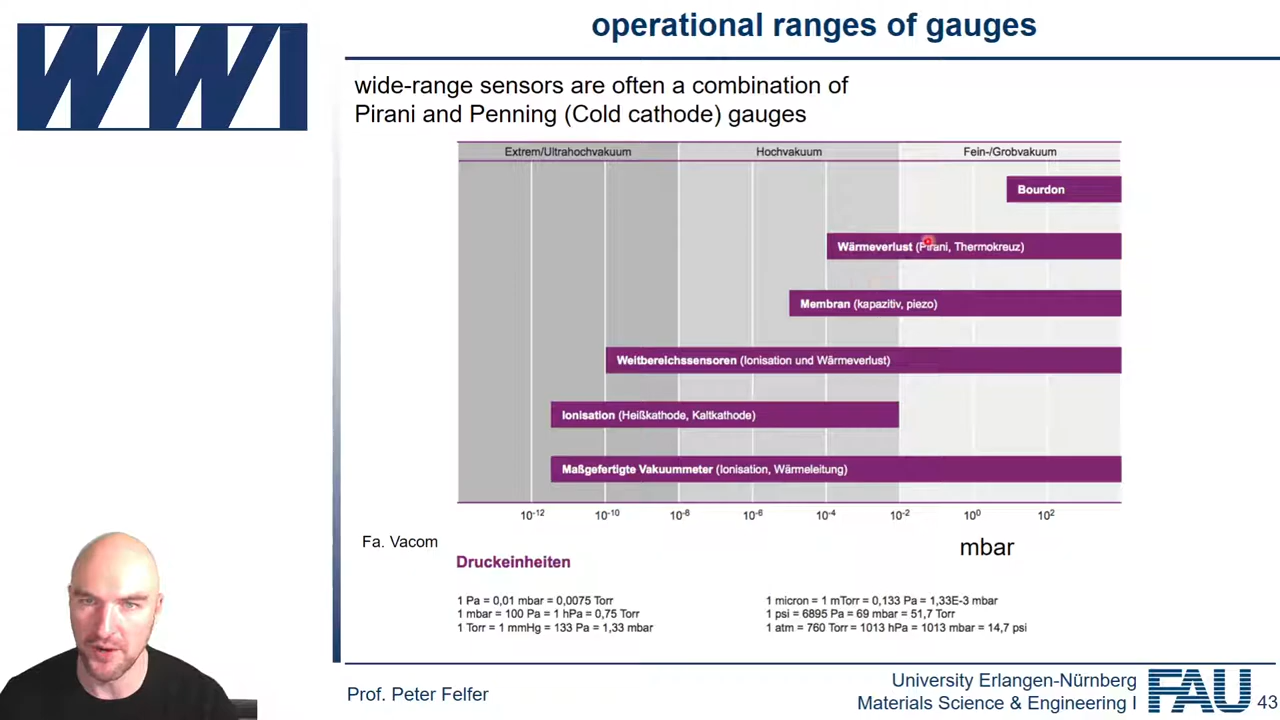 WWI
operational ranges of gauges
wide-range sensors are often a combination of
Pirani and Penning (Cold cathode) gauges
Extrem/Ultrahochvakuum Hochvakuum Fein-/Grobvakuum
Bourdon
Wärmeverlust (Pirani, Thermokreuz)
Membran (kapazitiv, piezo)
Weitbereichssensoren (Ionisation und Wärmeverlust)
Ionisation (Heißkathode, Kaltkathode)
Maßgefertigte Vakuummeter (Ionisation, Wärmeleitung)
10⁻¹² 10⁻¹⁰ 10⁻⁸ 10⁻⁶ 10⁻⁴ 10⁻² 10⁰ 10²
Fa. Vacom
mbar
Druckeinheiten
1 Pa = 0,01 mbar = 0,0075 Torr
1 mbar = 100 Pa = 1 hPa = 0,75 Torr
1 Torr = 1 mmHg = 133 Pa = 1,33 mbar
1 micron = 1 mTorr = 0,133 Pa = 1,33E-3 mbar
1 psi = 6895 Pa = 69 mbar = 51,7 Torr
1 atm = 760 Torr = 1013 hPa = 1013 mbar = 14,7 psi
Prof. Peter Felfer
University Erlangen-Nürnberg
Materials Science & Engineering I
FAU
43